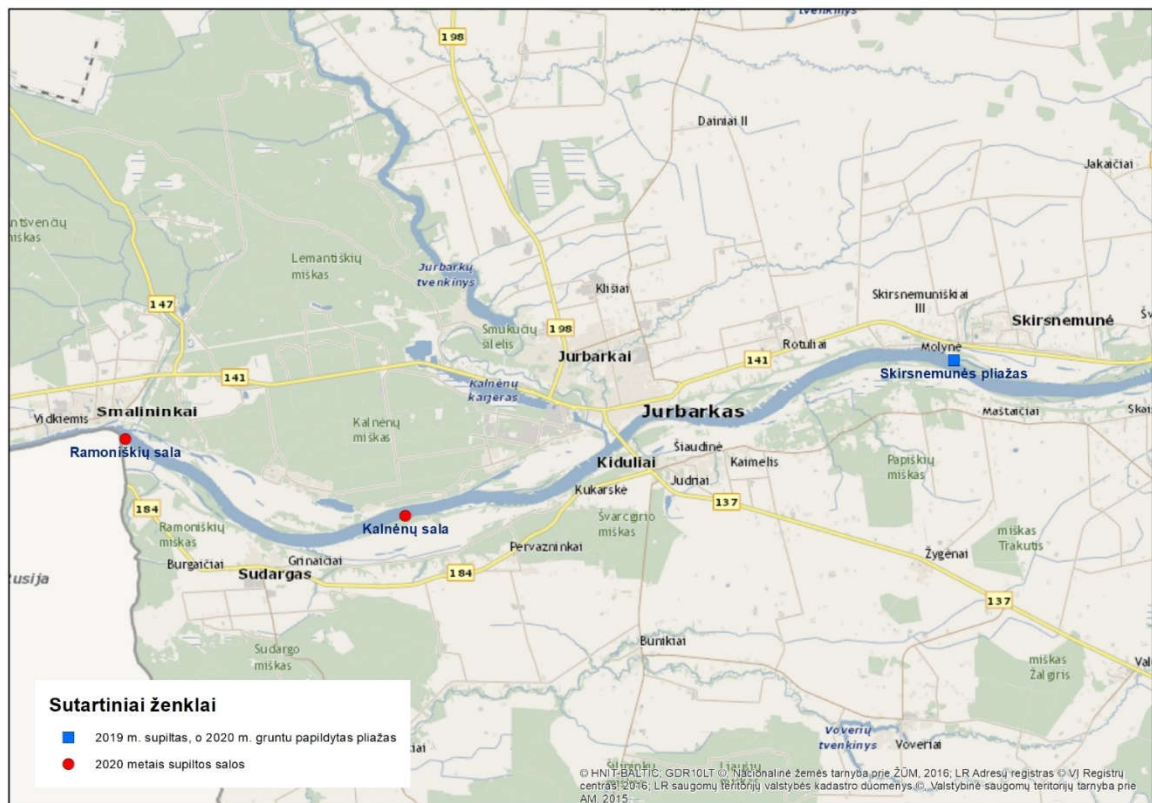 tvenkinys
198
Dainiai II
Jakaičiai
miškas
Lemantiškių
miškas
Jurbarkų
tvenkinys
Klišiai
147
198
Smukučių
šilelis
Jurbarkai
Skirsnemuniškiai
III
Skirsnemunė
Rotuliai
141
Molynė
Skirsnemunės pliažas
141
Kalnėnų
karjeras
Vidkiemis
Smalininkai
Kalnėnų
miškas
Jurbarkas
Mastaičiai
Skais
Ramoniškių sala
Šiaudinė
Kiduliai
Kaimelis
Papiškių
miškas
Judriai
Kukarskė
137
184
Kalnėnų sala
Ramoniškių
miškas
Švarcgirio
miškas
miškas
Trakutis
Grinaičiai
Pervazninkai
Žygėnai
Burgaičiai
Sudargas
184
Rusija
137
Bunikiai
Sudargo
miškas
miškas
Žalgiris
Sutartiniai ženklai
2019 m. supiltas, o 2020 m. gruntu papildytas pliažas
2020 metais supiltos salos
Voverių
tvenkinys
Voveriai
© HNIT-BALTIC, GDR10LT ©, Nacionalinė žemės tarnyba prie ŽŪM, 2016; LR Adresų registras © VĮ Registrų
centras, 2016; LR saugomų teritorijų valstybės kadastro duomenys ©, Valstybinė saugomų teritorijų tarnyba prie
AM, 2015